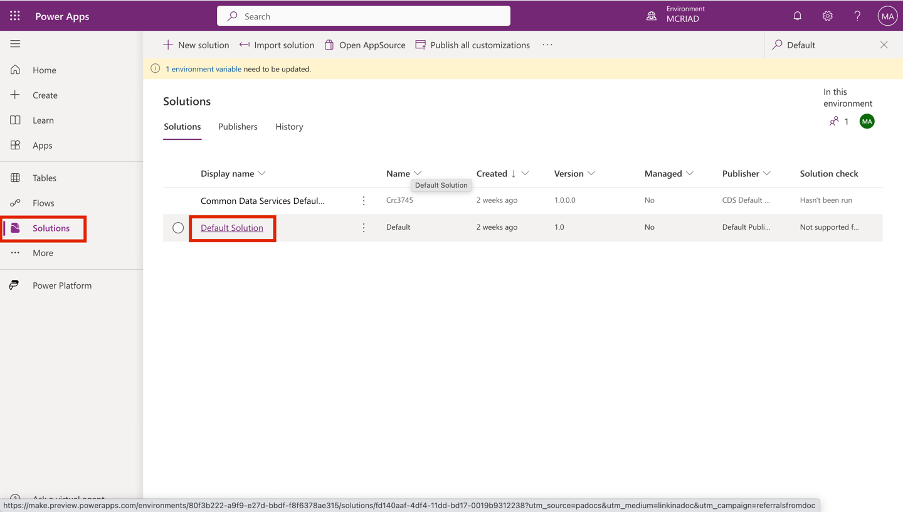 Power Apps
Search
Environment
MCRIAD
?
MA
New solution
Import solution
Open AppSource
Publish all customizations
...
Default
1 environment variable need to be updated.
Home
Create
Learn
Apps
Tables
Flows
Solutions
More
Power Platform
Solutions
In this
environment
1
MA
Solutions
Publishers
History
Display name
Name
Created
Version
Managed
Publisher
Solution check
Default Solution
Common Data Services Defaul...
Crc3745
2 weeks ago
1.0.0.0
No
CDS Default ...
Hasn't been run
Default Solution
Default
2 weeks ago
1.0
No
Default Publi...
Not supported f...
Ask a virtual agent
https://make.preview.powerapps.com/environments/80f3b222-a9f9-e27d-bbdf-f8f6378ae315/solutions/fd140aaf-4df4-11dd-bd17-0019b9312238?utm_source=padocs&utm_medium=linkinadoc&utm_campaign=referralsfromdoc